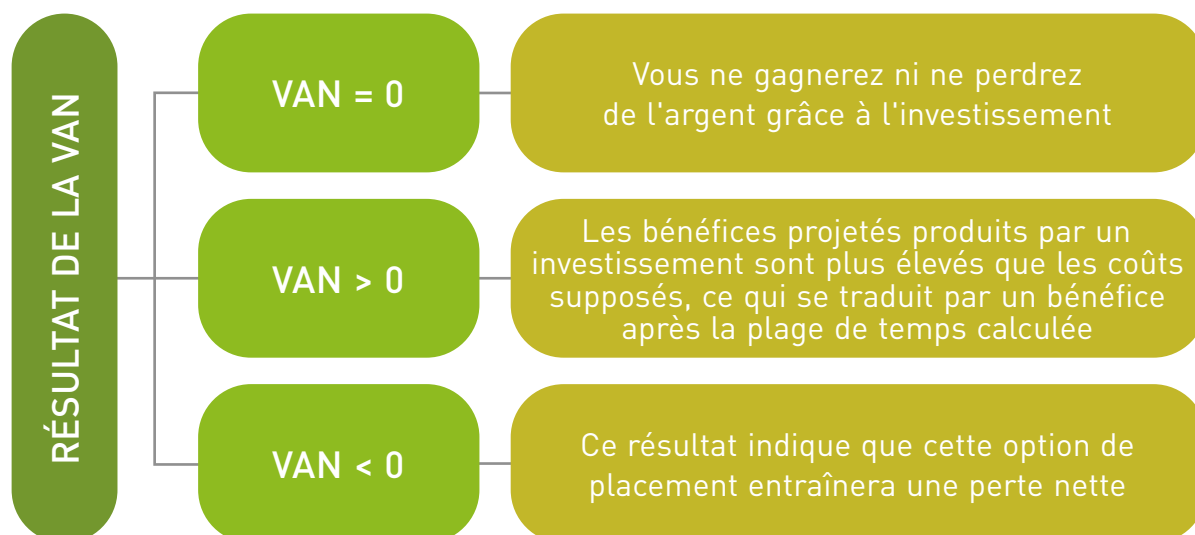 RÉSULTAT DE LA VAN
VAN = 0
Vous ne gagnerez ni ne perdrez
de l'argent grâce à l'investissement
VAN > 0
Les bénéfices projetés produits par un
investissement sont plus élevés que les coûts
supposés, ce qui se traduit par un bénéfice
après la plage de temps calculée
VAN < 0
Ce résultat indique que cette option de
placement entraînera une perte nette